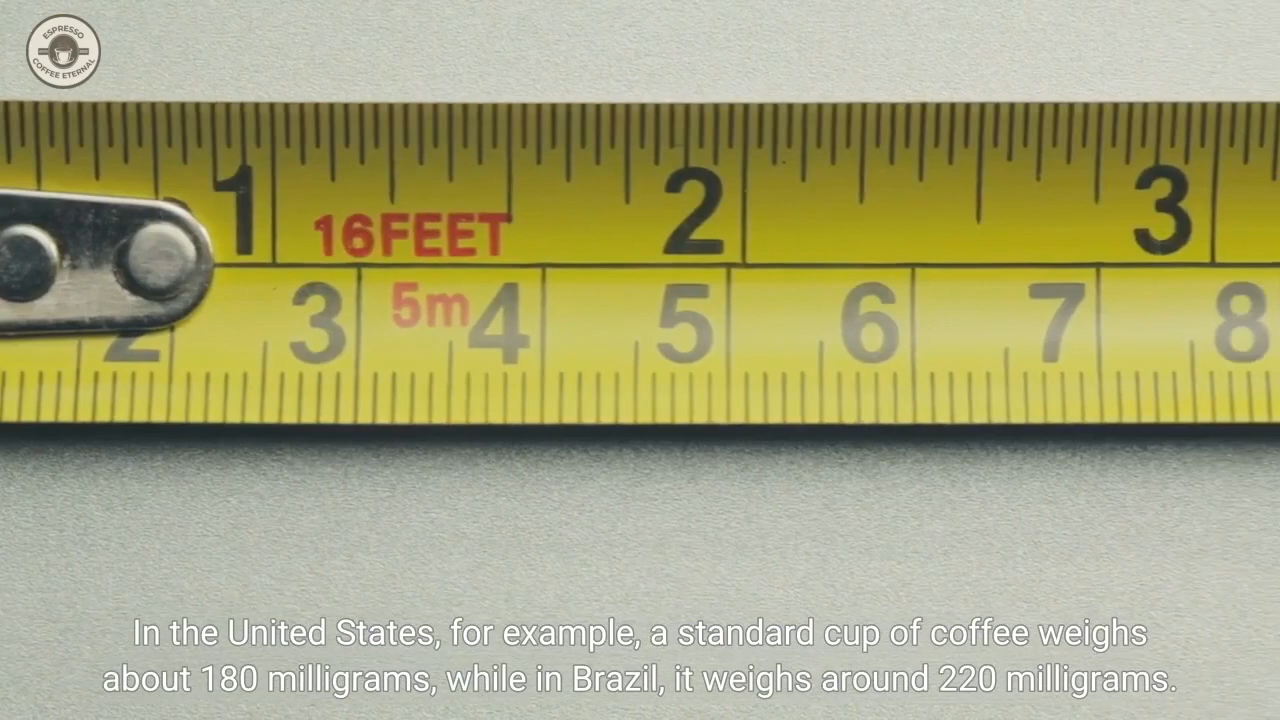 ESPRESSO
COFFEE ETERNAL
1 2 3
16FEET
5m
2 3 4 5 6 7 8
In the United States, for example, a standard cup of coffee weighs
about 180 milligrams, while in Brazil, it weighs around 220 milligrams.